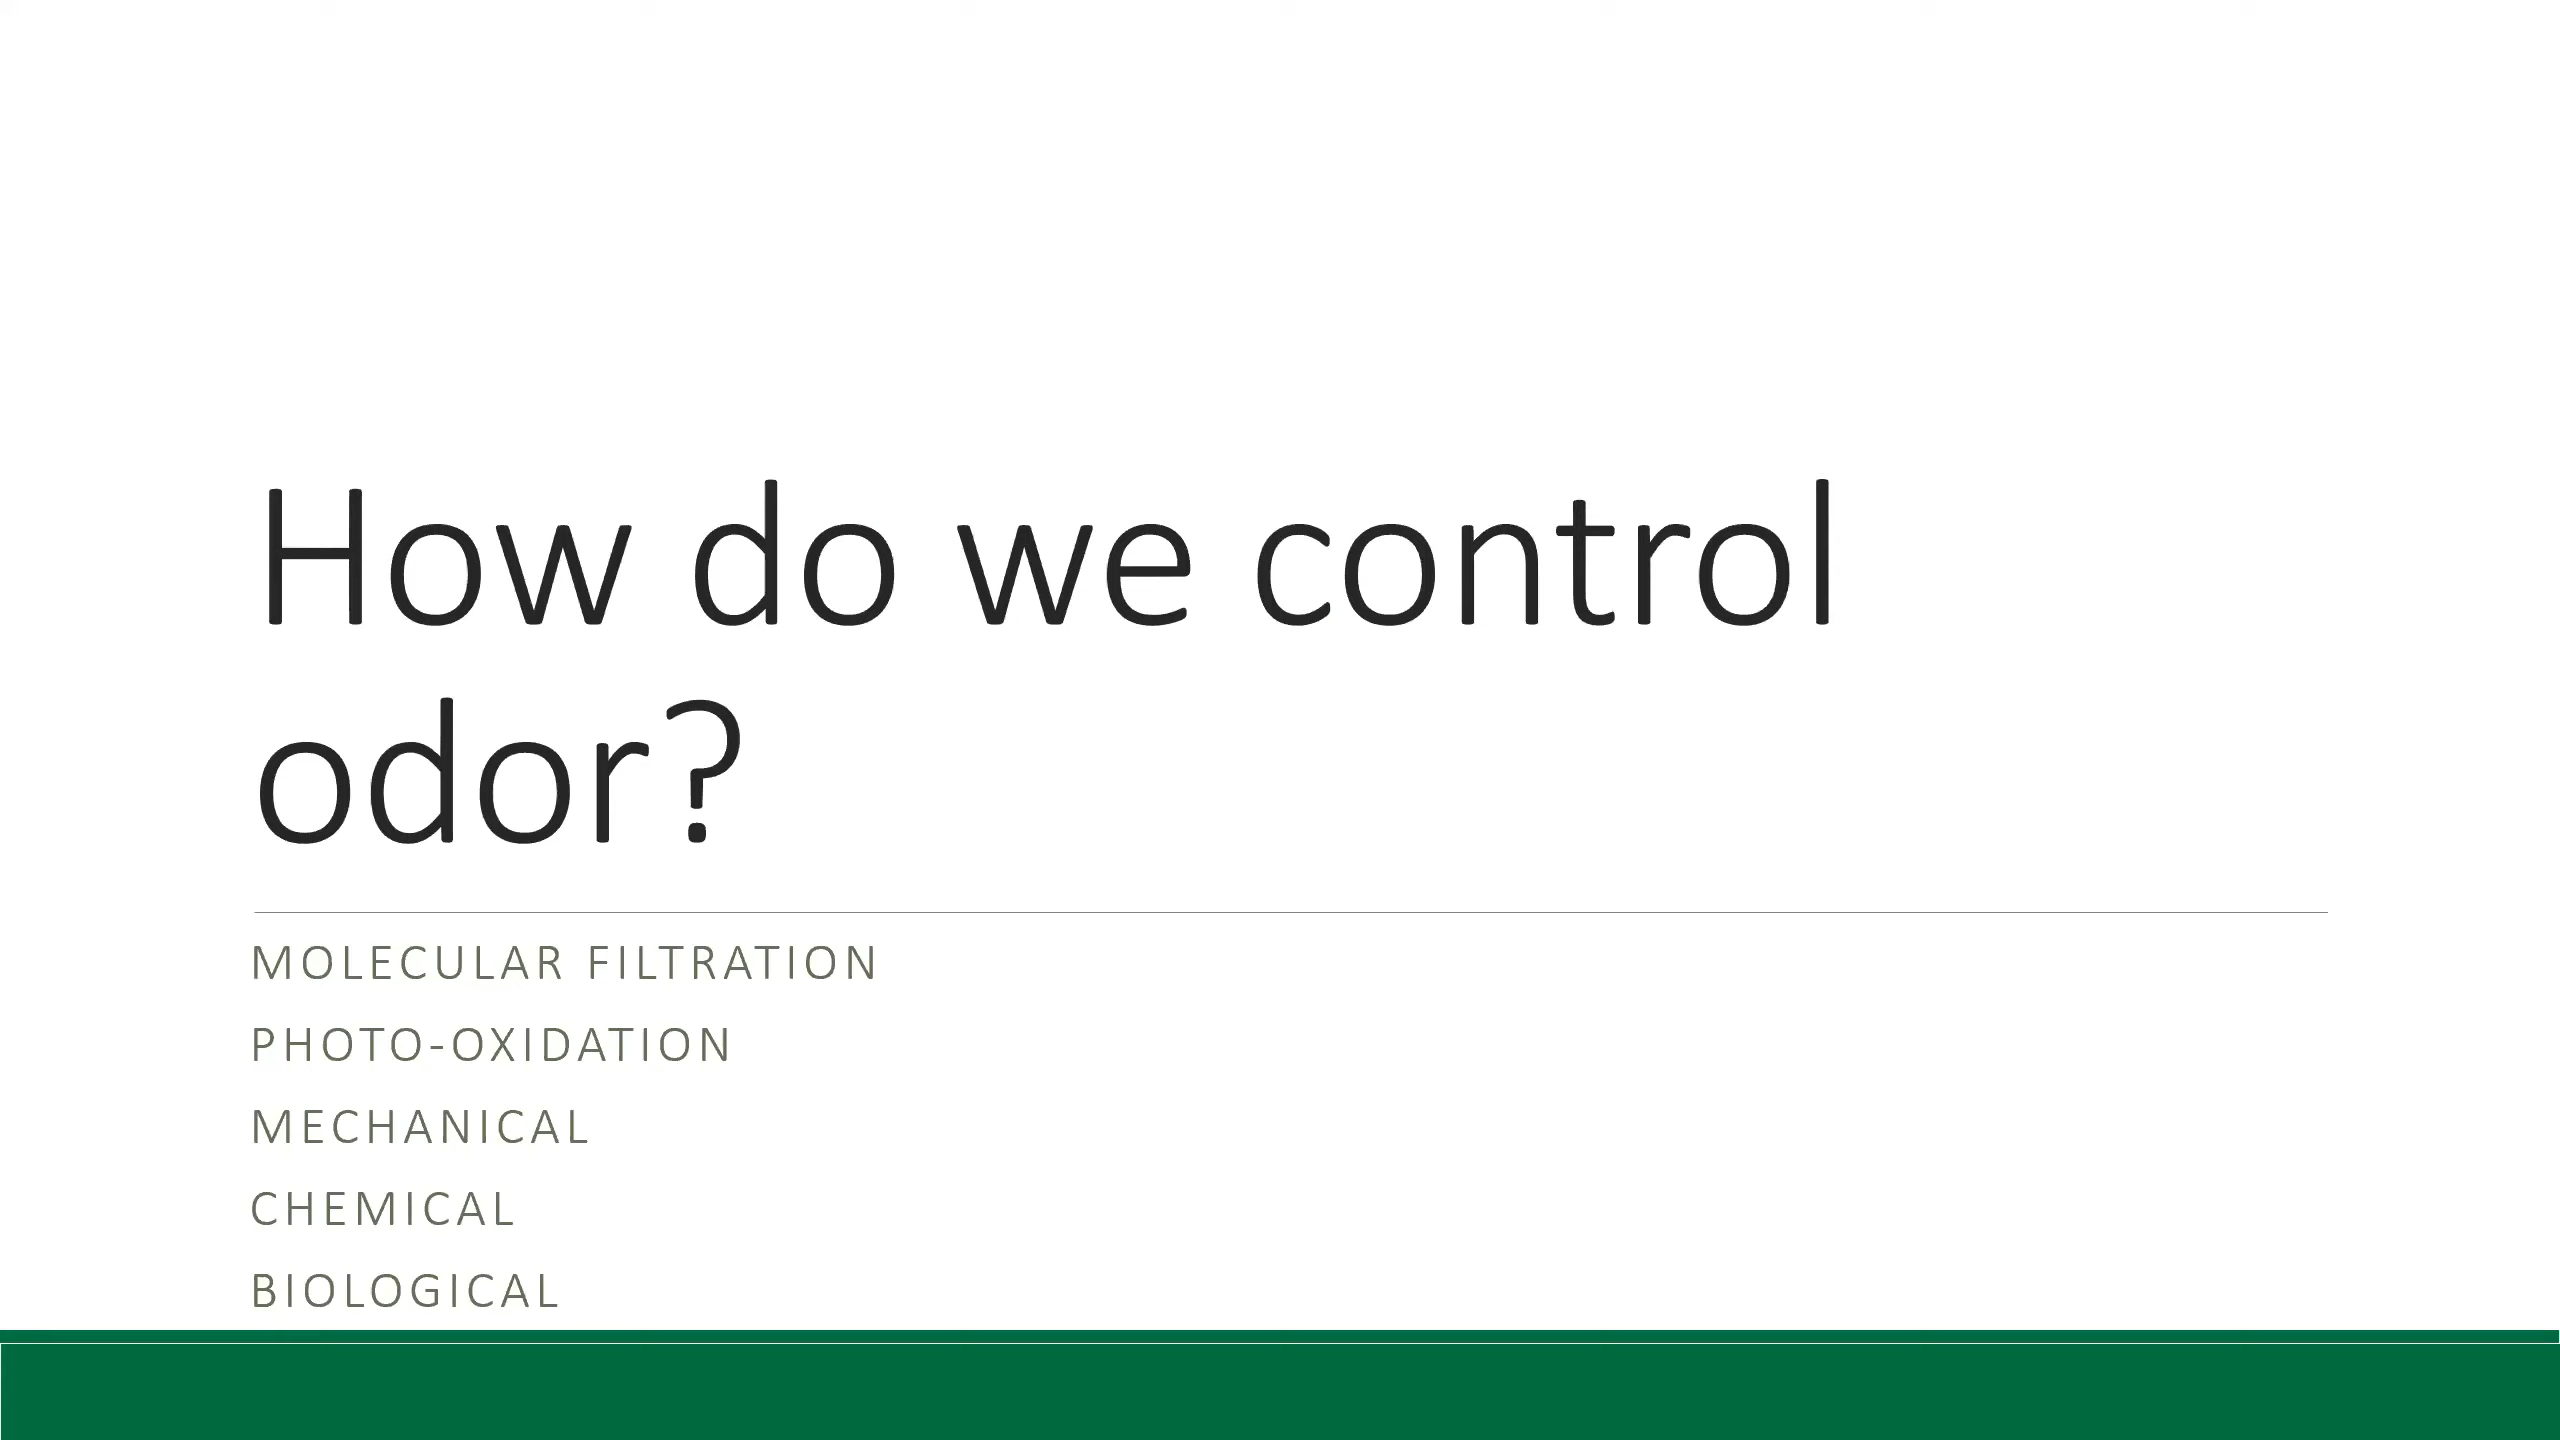 How do we control
odor?
MOLECULAR FILTRATION
PHOTO-OXIDATION
MECHANICAL
CHEMICAL
BIOLOGICAL